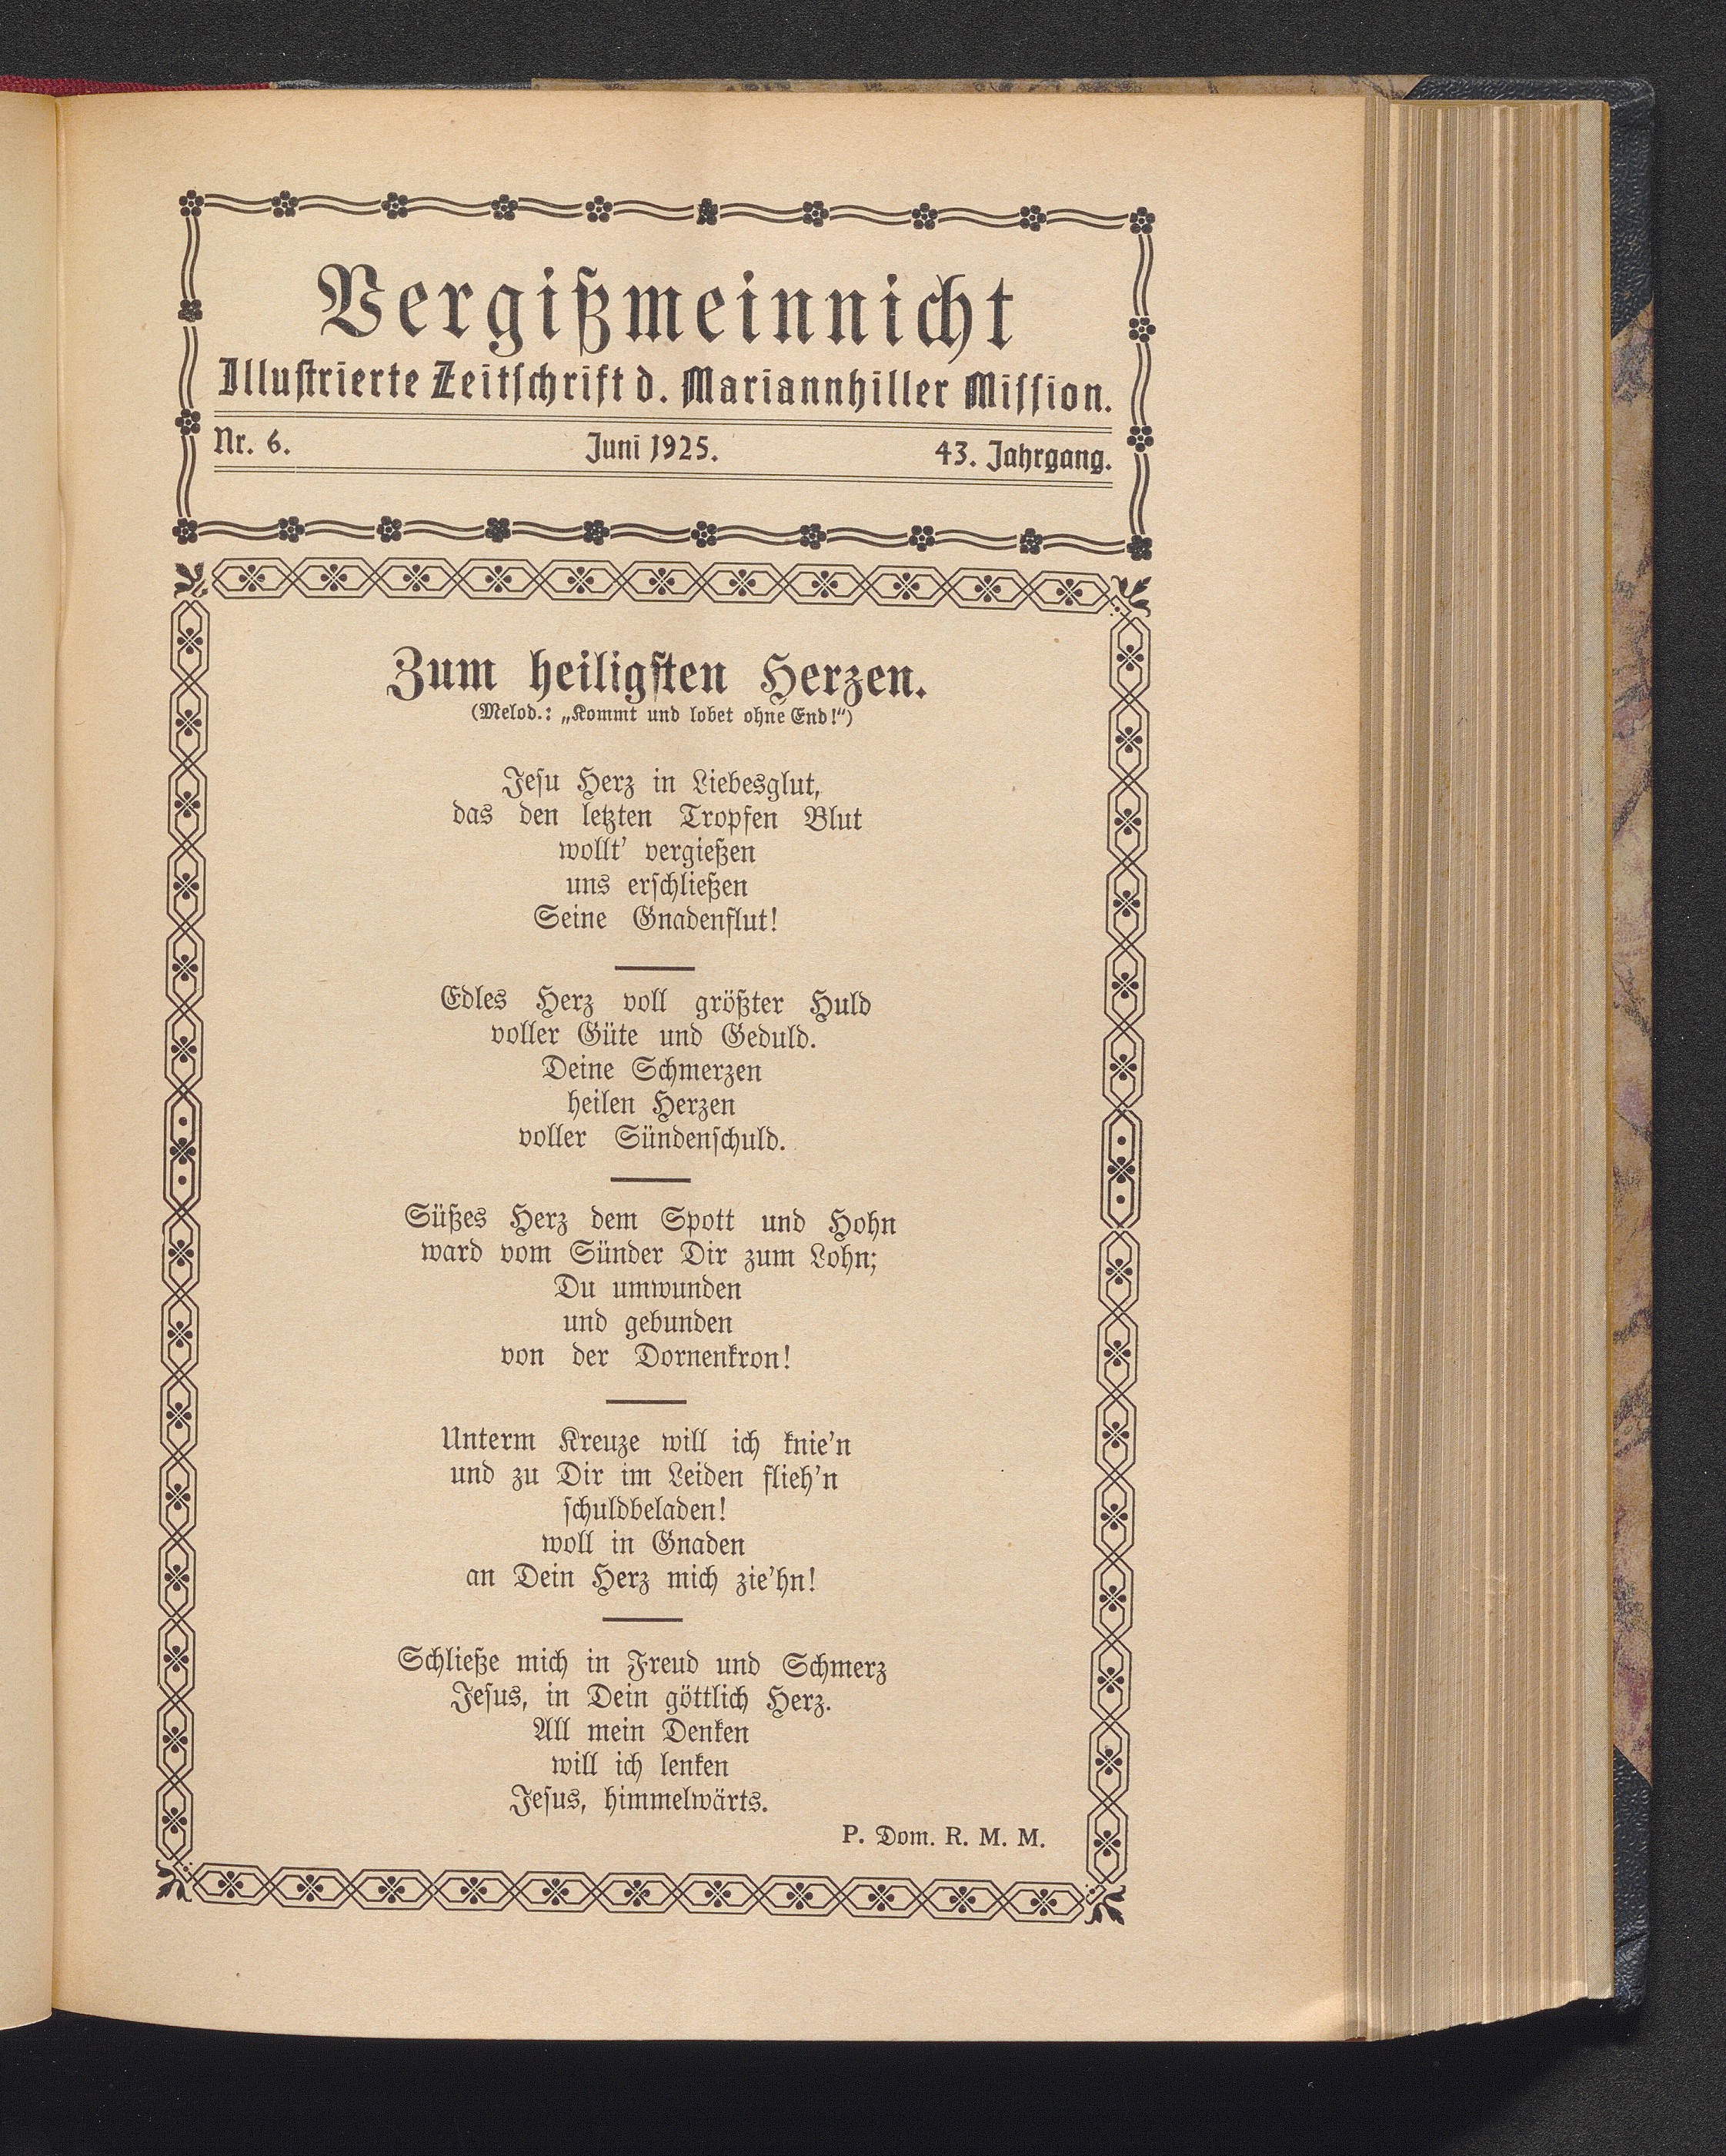 Vergißmeinnicht
Illustrierte Zeitschrift d. Mariannhiller Mission.
Nr. 6. Juni 1925. 43. Jahrgang.
Zum heiligsten Herzen.
(Melod.: „Kommt und lobet ohne End!“)
Jesu Herz in Liebesglut,
das den letzten Tropfen Blut
wollt’ vergießen
uns erschließen
Seine Gnadenflut!
Edles Herz voll größter Huld
voller Güte und Geduld.
Deine Schmerzen
heilen Herzen
voller Sündenschuld.
Süßes Herz dem Spott und Hohn
ward vom Sünder Dir zum Lohn;
Du umwunden
und gebunden
von der Dornenkron!
Unterm Kreuze will ich knie’n
und zu Dir im Leiden flieh’n
schuldbeladen!
woll in Gnaden
an Dein Herz mich zie’hn!
Schließe mich in Freud und Schmerz
Jesus, in Dein göttlich Herz.
All mein Denken
will ich lenken
Jesus, himmelwärts.
P. Dom. R. M. M.